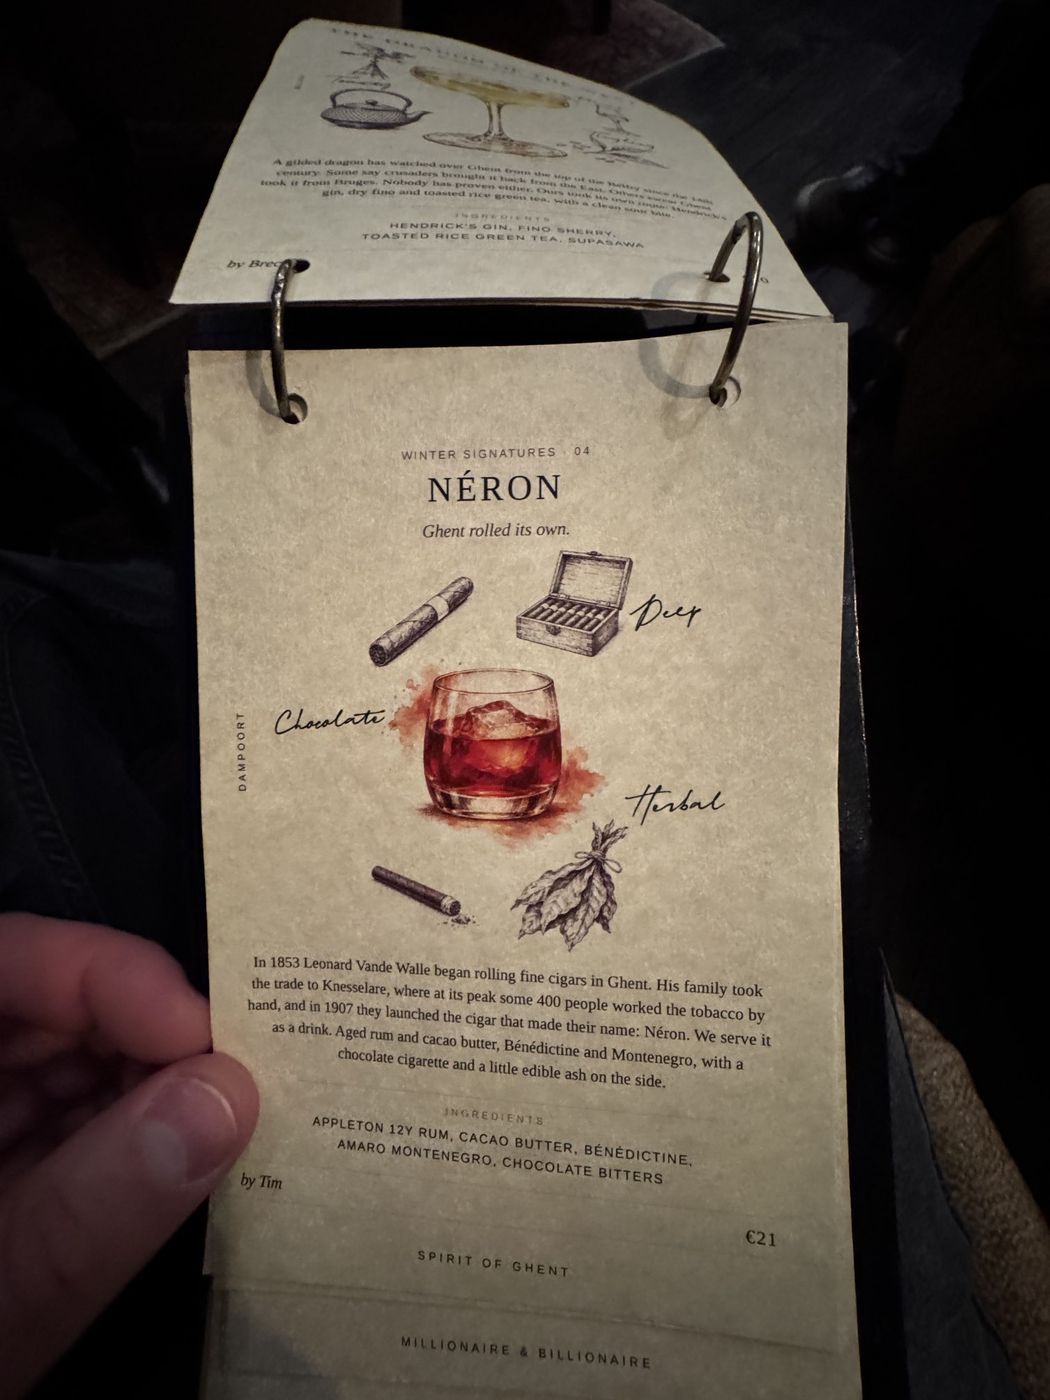 THE DRAGON OF THE
A gilded dragon has watched over Ghent from the top of the Belfry since the 14th
century. Some say crusaders brought it back from the East. Others swear Ghent
took it from Bruges. Nobody has proven either. Ours took its own route: Hendrick's
gin, dry fino and toasted rice green tea, with a clean sour bite.
INGREDIENTS
HENDRICK'S GIN, FINO SHERRY,
TOASTED RICE GREEN TEA, SUPASAWA
by
WINTER SIGNATURES · 04
NÉRON
Ghent rolled its own.
Deep
Chocolate
DAMPOORT
Herbal
In 1853 Leonard Vande Walle began rolling fine cigars in Ghent. His family took
the trade to Knesselare, where at its peak some 400 people worked the tobacco by
hand, and in 1907 they launched the cigar that made their name: Néron. We serve it
as a drink. Aged rum and cacao butter, Bénédictine and Montenegro, with a
chocolate cigarette and a little edible ash on the side.
INGREDIENTS
APPLETON 12Y RUM, CACAO BUTTER, BÉNÉDICTINE,
AMARO MONTENEGRO, CHOCOLATE BITTERS
by Tim
€21
SPIRIT OF GHENT
MILLIONAIRE & BILLIONAIRE